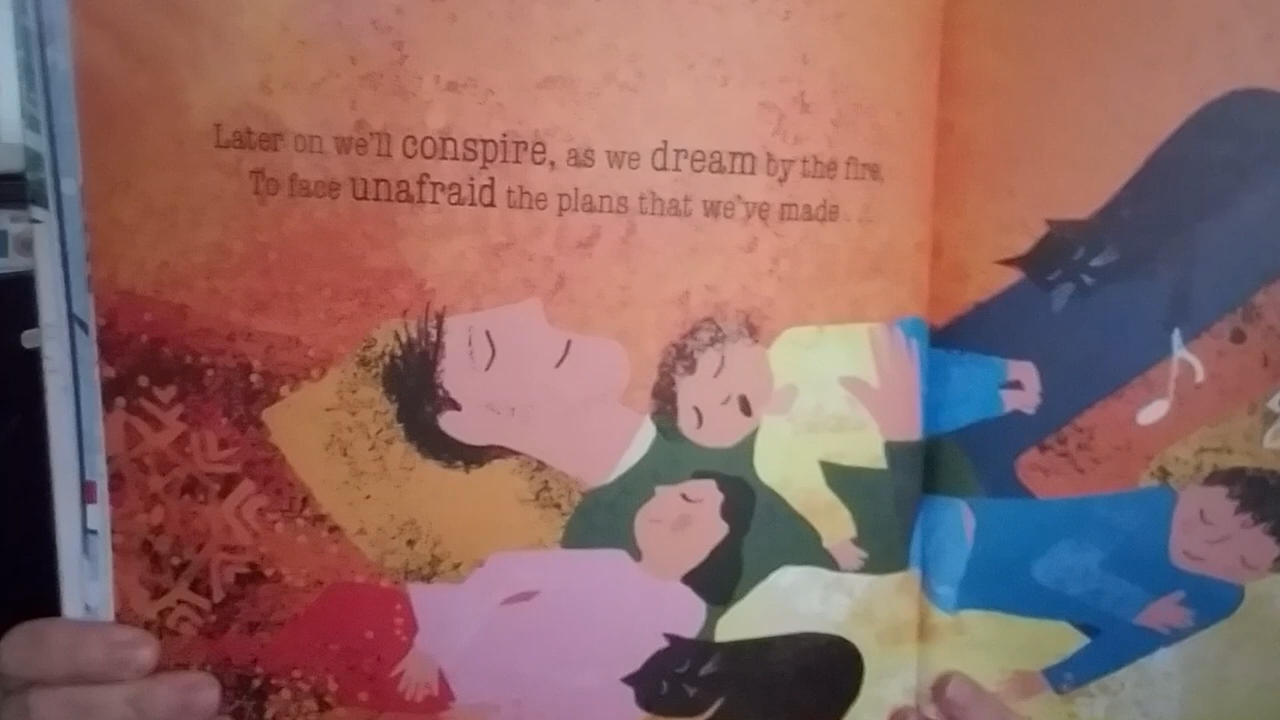 Later on we'll conspire, as we dream by the fire,
To face unafraid the plans that we've made...